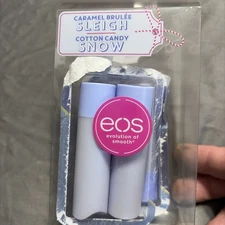 CARAMEL BRULÉE
SLEIGH
COTTON CANDY
SNOW
eos
evolution of
smooth®